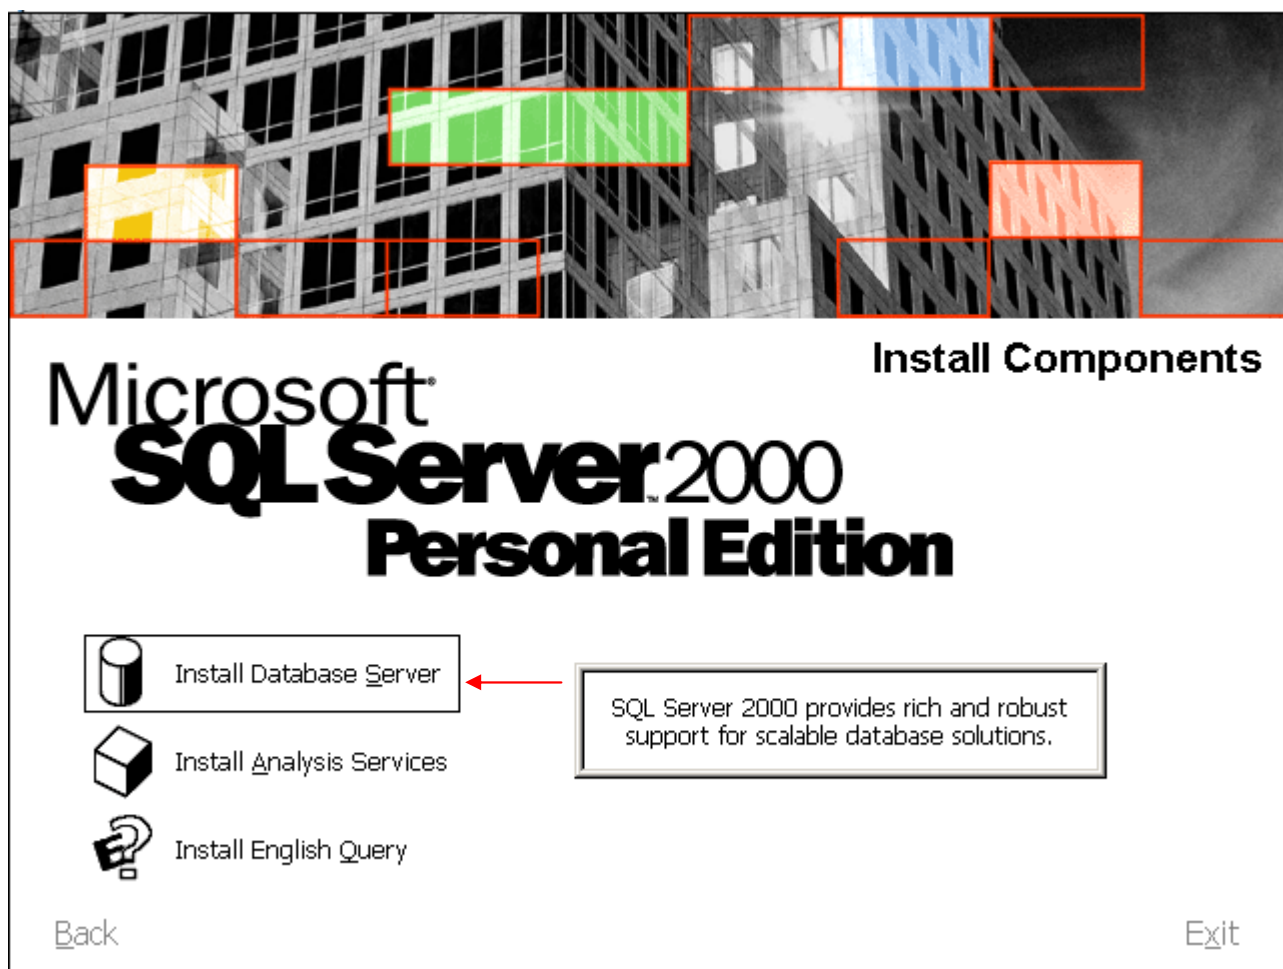 Install Components
Microsoft®
SQL Server™ 2000
Personal Edition
Install Database Server
SQL Server 2000 provides rich and robust
support for scalable database solutions.
Install Analysis Services
Install English Query
Back
Exit